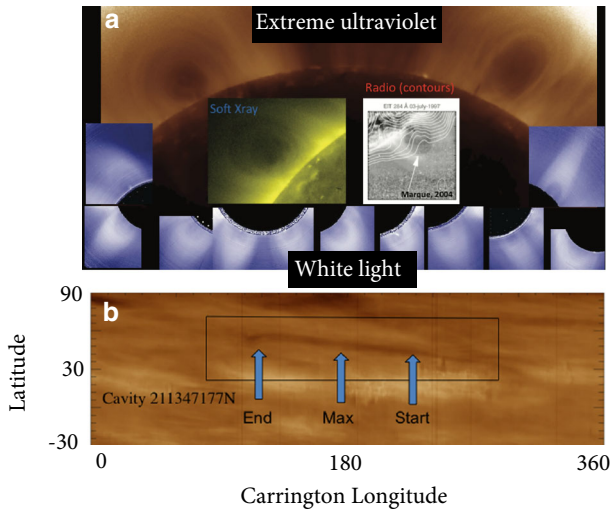 a
Extreme ultraviolet
Soft Xray
Radio (contours)
EIT 284 Å 03-july-1997
Marque, 2004
White light
b
90
30
-30
Latitude
Cavity 211347177N
End
Max
Start
0
180
360
Carrington Longitude